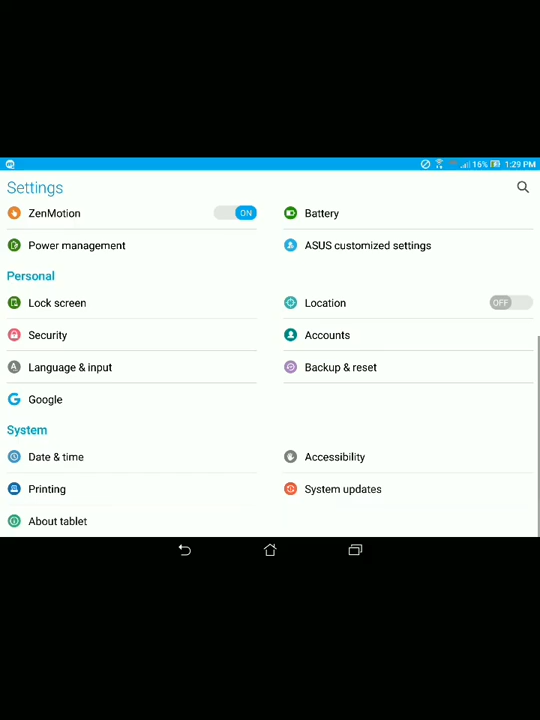 16% 1:29 PM
Settings
ZenMotion ON Battery
Power management ASUS customized settings
Personal
Lock screen Location OFF
Security Accounts
Language & input Backup & reset
Google
System
Date & time Accessibility
Printing System updates
About tablet